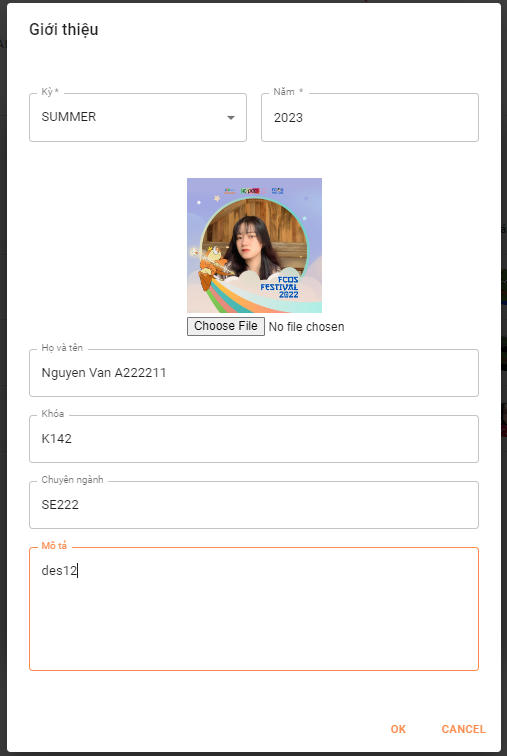 Giới thiệu
Kỳ * Năm *
SUMMER 2023
FCOS
FESTIVAL
2022
Choose File No file chosen
Họ và tên
Nguyen Van A222211
Khóa
K142
Chuyên ngành
SE222
Mô tả
des12
OK CANCEL